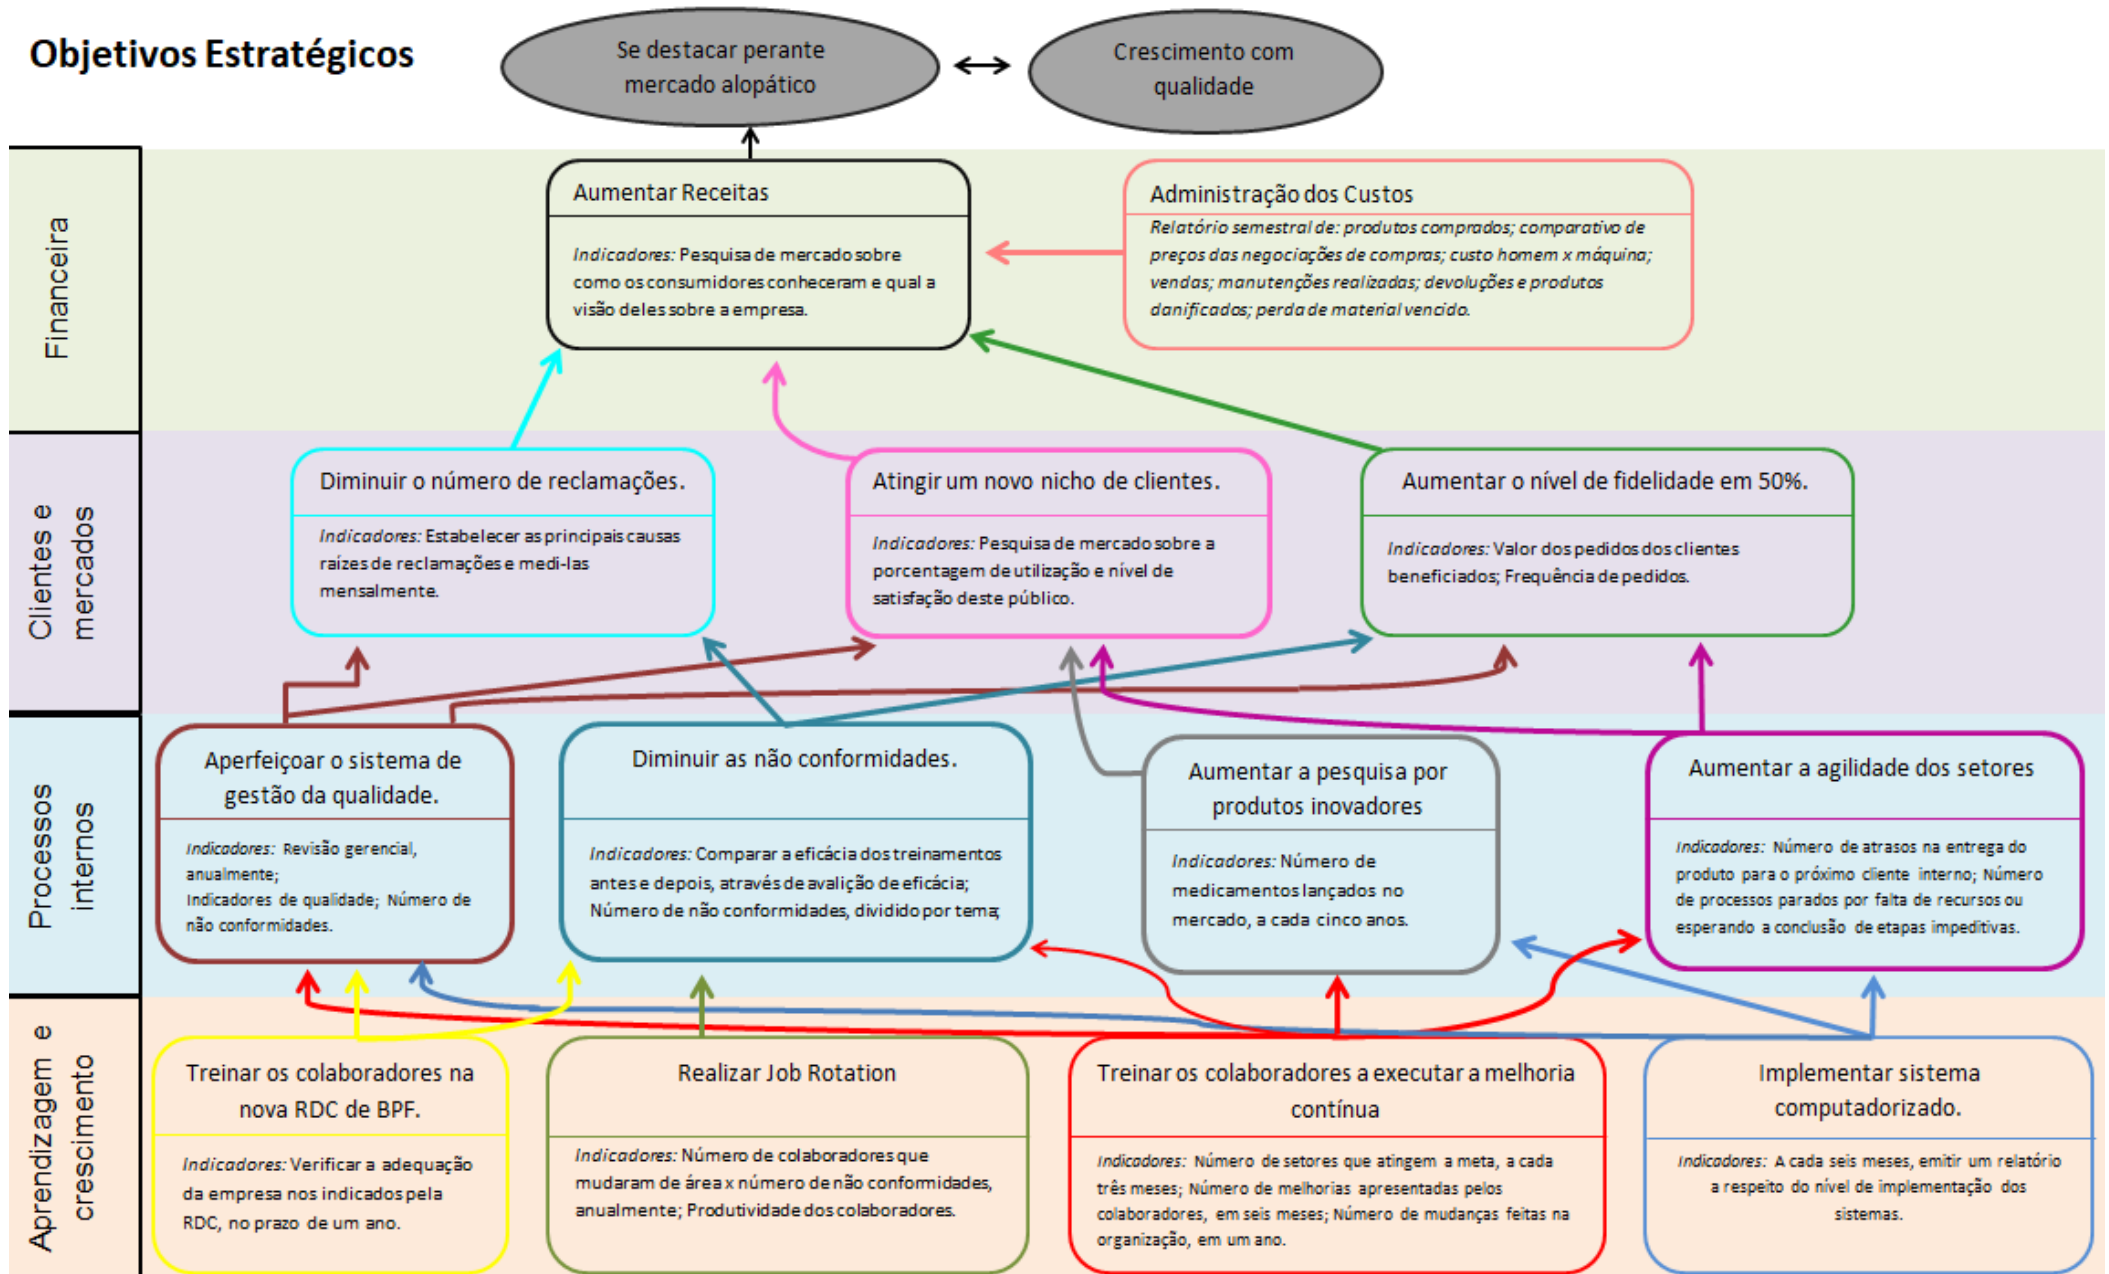 Objetivos Estratégicos
Se destacar perante
mercado alopático
Crescimento com
qualidade
Financeira
Aumentar Receitas
Indicadores: Pesquisa de mercado sobre
como os consumidores conheceram e qual a
visão deles sobre a empresa.
Administração dos Custos
Relatório semestral de: produtos comprados; comparativo de
preços das negociações de compras; custo homem x máquina;
vendas; manutenções realizadas; devoluções e produtos
danificados; perda de material vencido.
Clientes e
mercados
Diminuir o número de reclamações.
Indicadores: Estabelecer as principais causas
raízes de reclamações e medi-las
mensalmente.
Atingir um novo nicho de clientes.
Indicadores: Pesquisa de mercado sobre a
porcentagem de utilização e nível de
satisfação deste público.
Aumentar o nível de fidelidade em 50%.
Indicadores: Valor dos pedidos dos clientes
beneficiados; Frequência de pedidos.
Processos
internos
Aperfeiçoar o sistema de
gestão da qualidade.
Indicadores: Revisão gerencial,
anualmente;
Indicadores de qualidade; Número de
não conformidades.
Diminuir as não conformidades.
Indicadores: Comparar a eficácia dos treinamentos
antes e depois, através de avalição de eficácia;
Número de não conformidades, dividido por tema;
Aumentar a pesquisa por
produtos inovadores
Indicadores: Número de
medicamentos lançados no
mercado, a cada cinco anos.
Aumentar a agilidade dos setores
Indicadores: Número de atrasos na entrega do
produto para o próximo cliente interno; Número
de processos parados por falta de recursos ou
esperando a conclusão de etapas impeditivas.
Aprendizagem e
crescimento
Treinar os colaboradores na
nova RDC de BPF.
Indicadores: Verificar a adequação
da empresa nos indicados pela
RDC, no prazo de um ano.
Realizar Job Rotation
Indicadores: Número de colaboradores que
mudaram de área x número de não conformidades,
anualmente; Produtividade dos colaboradores.
Treinar os colaboradores a executar a melhoria
contínua
Indicadores: Número de setores que atingem a meta, a cada
três meses; Número de melhorias apresentadas pelos
colaboradores, em seis meses; Número de mudanças feitas na
organização, em um ano.
Implementar sistema
computadorizado.
Indicadores: A cada seis meses, emitir um relatório
a respeito do nível de implementação dos
sistemas.